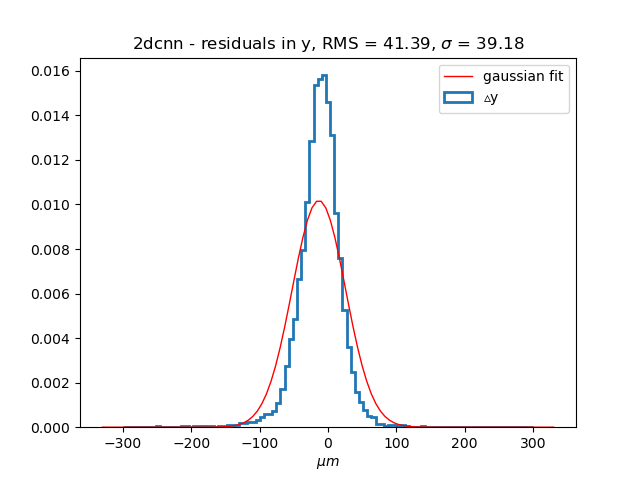 2dcnn - residuals in y, RMS = 41.39, σ = 39.18
gaussian fit
▵y
0.016
0.014
0.012
0.010
0.008
0.006
0.004
0.002
0.000
−300 −200 −100 0 100 200 300
μm